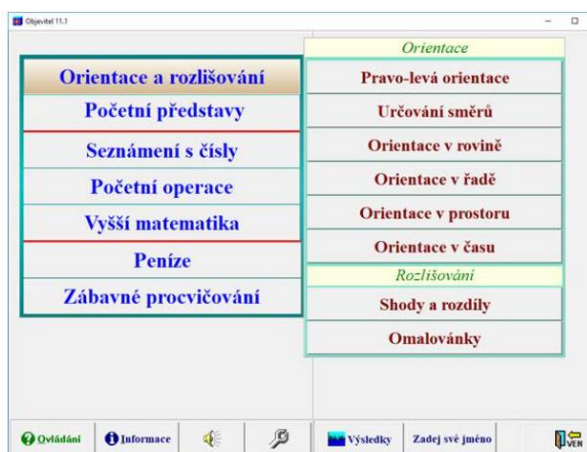 Objevitel 11.1
Orientace a rozlišování
Početní představy
Seznámení s čísly
Početní operace
Vyšší matematika
Peníze
Zábavné procvičování
Orientace
Pravo-levá orientace
Určování směrů
Orientace v rovině
Orientace v řadě
Orientace v prostoru
Orientace v času
Rozlišování
Shody a rozdíly
Omalovánky
Ovládání
Informace
Výsledky
Zadej své jméno
VEN